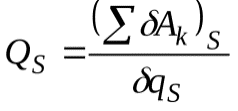 Q_S = (∑ δA_k)_S / δq_S